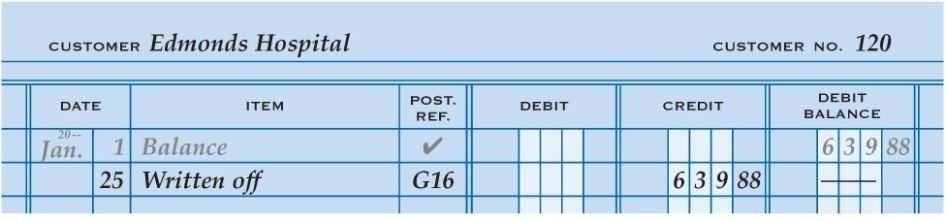 CUSTOMER Edmonds Hospital CUSTOMER NO. 120
DATE ITEM POST. REF. DEBIT CREDIT DEBIT BALANCE
20--
Jan. 1 Balance ✔ 639 88
25 Written off G16 639 88 —